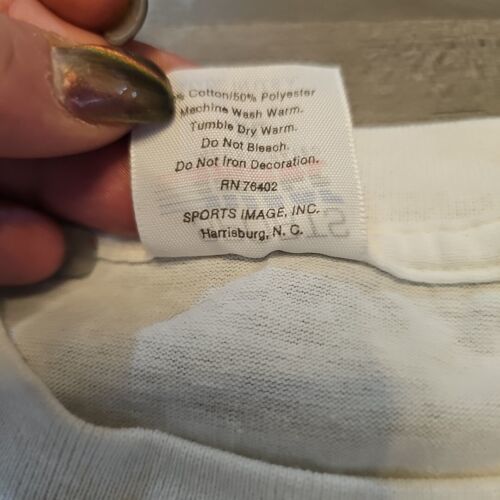 Cotton/50% Polyester
Machine Wash Warm.
Tumble Dry Warm.
Do Not Bleach.
Do Not Iron Decoration.
RN 76402
SPORTS IMAGE, INC.
Harrisburg, N. C.